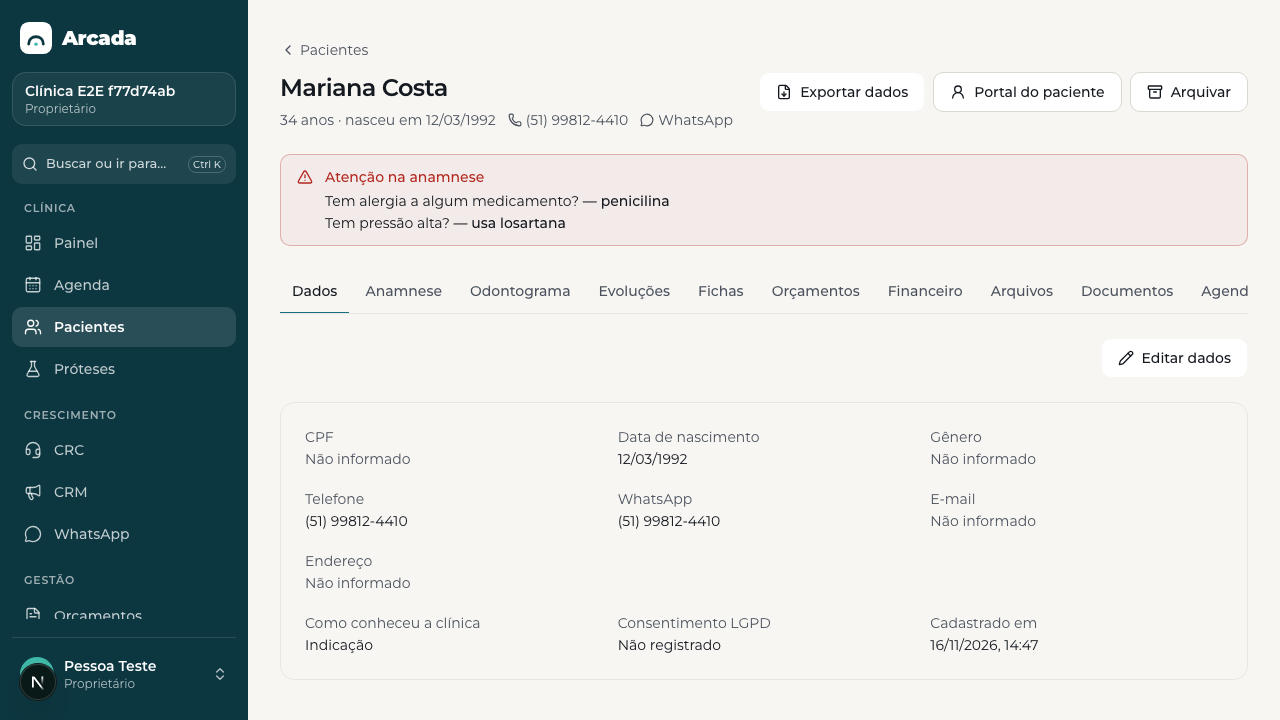 Arcada
Clínica E2E f77d74ab
Proprietário
Buscar ou ir para...
Ctrl K
CLÍNICA
Painel
Agenda
Pacientes
Próteses
CRESCIMENTO
CRC
CRM
WhatsApp
GESTÃO
Orçamentos
N
Pessoa Teste
Proprietário
Pacientes
Mariana Costa
34 anos · nasceu em 12/03/1992 (51) 99812-4410 WhatsApp
Exportar dados
Portal do paciente
Arquivar
Atenção na anamnese
Tem alergia a algum medicamento? — penicilina
Tem pressão alta? — usa losartana
Dados Anamnese Odontograma Evoluções Fichas Orçamentos Financeiro Arquivos Documentos Agend
Editar dados
CPF
Não informado
Data de nascimento
12/03/1992
Gênero
Não informado
Telefone
(51) 99812-4410
WhatsApp
(51) 99812-4410
E-mail
Não informado
Endereço
Não informado
Como conheceu a clínica
Indicação
Consentimento LGPD
Não registrado
Cadastrado em
16/11/2026, 14:47